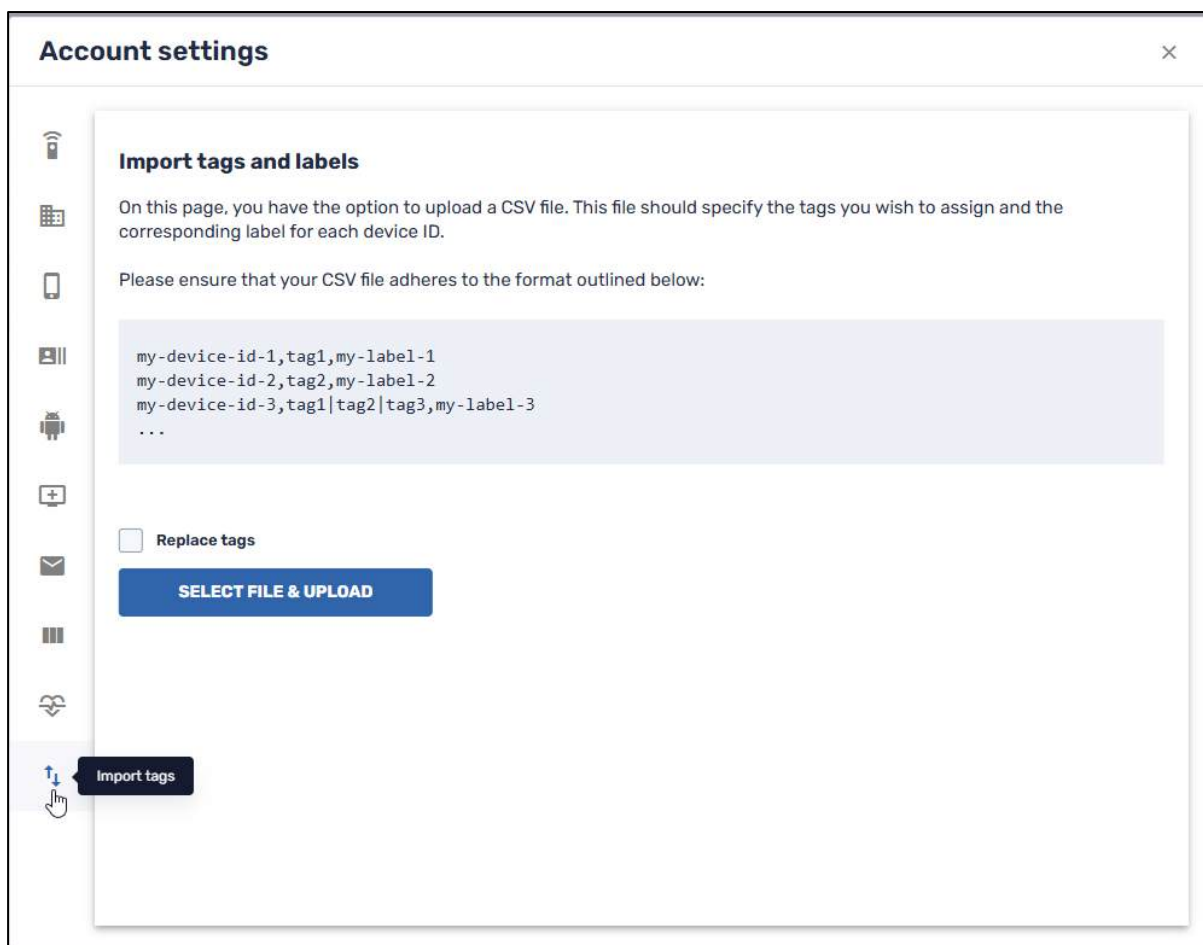 Account settings
Import tags and labels
On this page, you have the option to upload a CSV file. This file should specify the tags you wish to assign and the
corresponding label for each device ID.
Please ensure that your CSV file adheres to the format outlined below:
my-device-id-1,tag1,my-label-1
my-device-id-2,tag2,my-label-2
my-device-id-3,tag1|tag2|tag3,my-label-3
...
Replace tags
SELECT FILE & UPLOAD
Import tags